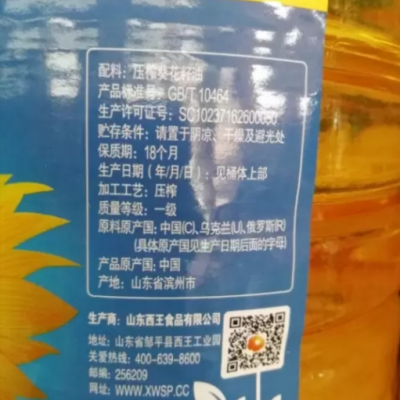 配料：压榨葵花籽油
产品标准号：GB/T 10464
生产许可证号：SC10237162600080
贮存条件：请置于阴凉、干燥及避光处
保质期：18个月
生产日期（年/月/日）：见桶体上部
加工工艺：压榨
质量等级：一级
原料原产国：中国(C)、乌克兰(U)、俄罗斯(R)
(具体原产国见生产日期后面的字母)
产品原产国：中国
产地：山东省滨州市
生产商：山东西王食品有限公司
地址：山东省邹平县西王工业园
关爱热线：400-639-8600
邮编：256209
网址：WWW.XWSP.CC